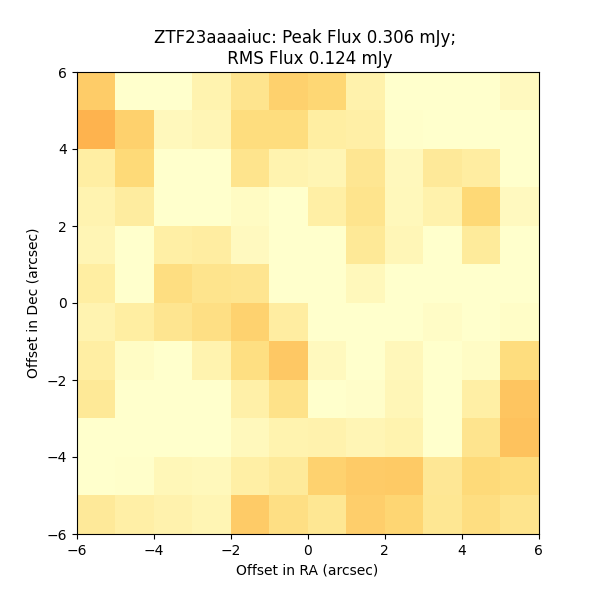 ZTF23aaaaiuc: Peak Flux 0.306 mJy;
RMS Flux 0.124 mJy
6
4
2
0
−2
−4
−6
Offset in Dec (arcsec)
−6 −4 −2 0 2 4 6
Offset in RA (arcsec)